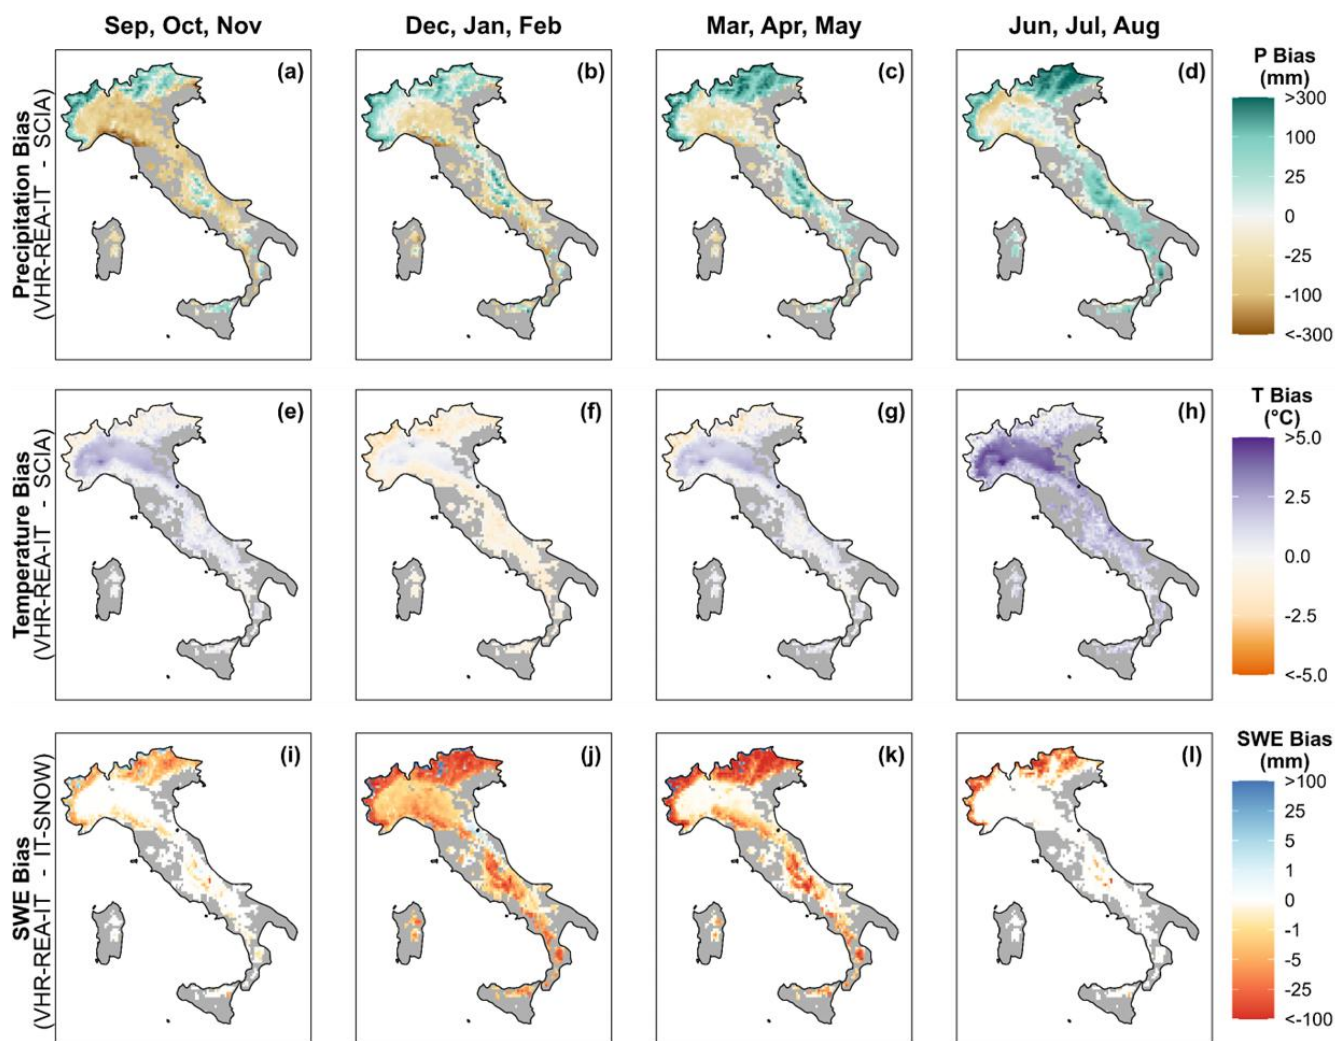 Sep, Oct, Nov
Dec, Jan, Feb
Mar, Apr, May
Jun, Jul, Aug
Precipitation Bias
(VHR-REA-IT - SCIA)
(a)
(b)
(c)
(d)
P Bias
(mm)
>300
100
25
0
-25
-100
<-300
Temperature Bias
(VHR-REA-IT - SCIA)
(e)
(f)
(g)
(h)
T Bias
(°C)
>5.0
2.5
0.0
-2.5
<-5.0
SWE Bias
(VHR-REA-IT - IT-SNOW)
(i)
(j)
(k)
(l)
SWE Bias
(mm)
>100
25
5
1
0
-1
-5
-25
<-100